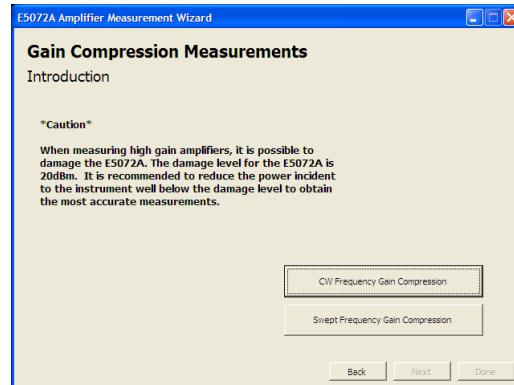 E5072A Amplifier Measurement Wizard
Gain Compression Measurements
Introduction
*Caution*
When measuring high gain amplifiers, it is possible to
damage the E5072A. The damage level for the E5072A is
20dBm.  It is recommended to reduce the power incident
to the instrument well below the damage level to obtain
the most accurate measurements.
CW Frequency Gain Compression
Swept Frequency Gain Compression
Back
Next
Done